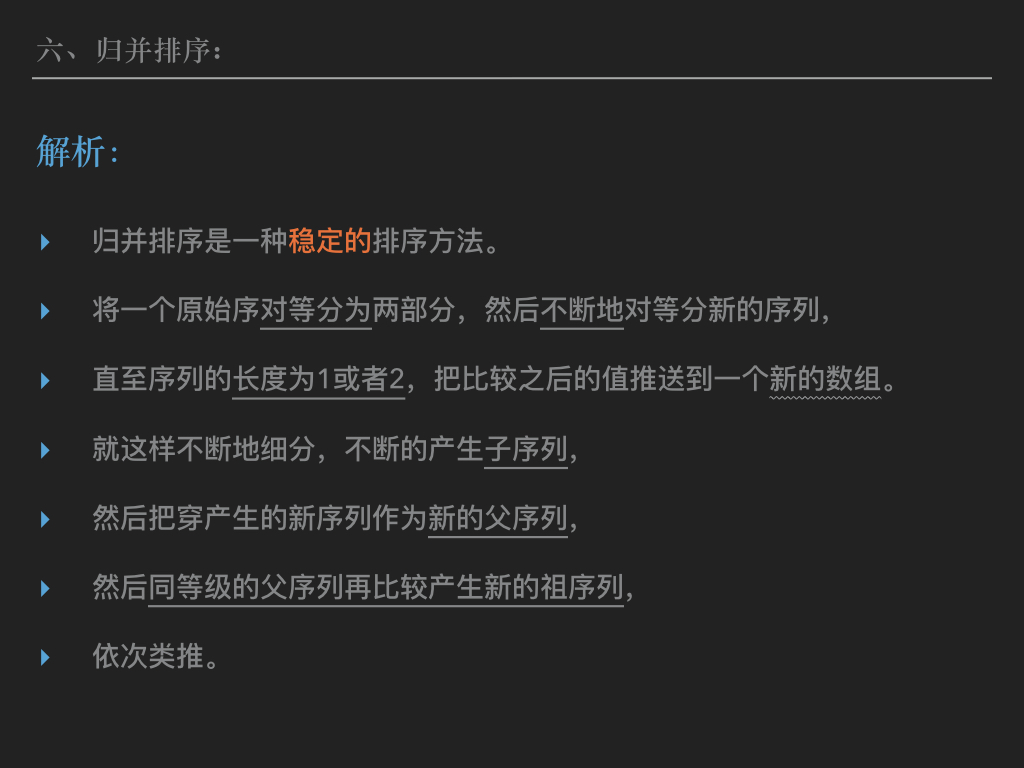 六、归并排序:
解析:
归并排序是一种稳定的排序方法。
将一个原始序对等分为两部分，然后不断地对等分新的序列，
直至序列的长度为1或者2，把比较之后的值推送到一个新的数组。
就这样不断地细分，不断的产生子序列，
然后把穿产生的新序列作为新的父序列，
然后同等级的父序列再比较产生新的祖序列，
依次类推。